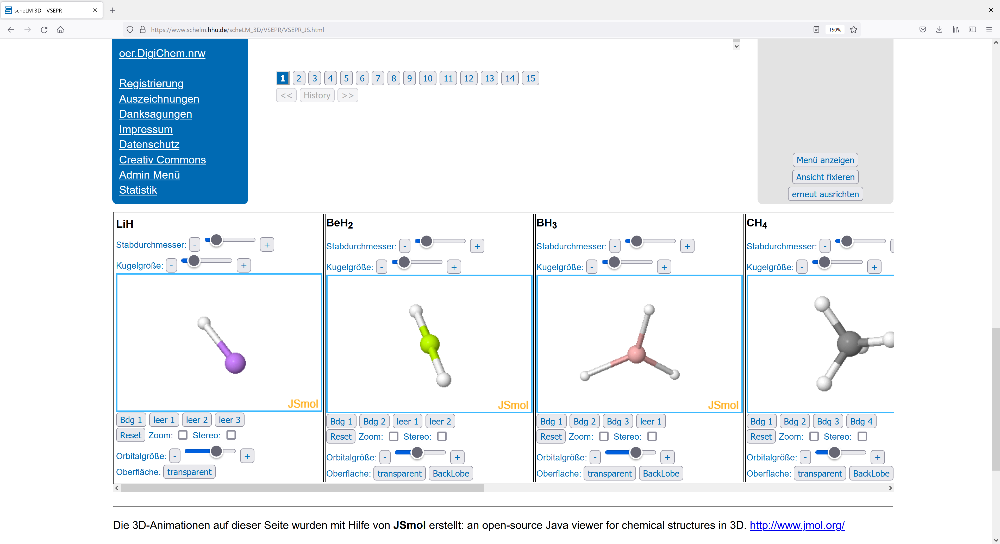 scheLM 3D - VSEPR
https://www.schelm.hhu.de/scheLM_3D/VSEPR/VSEPR_JS.html
150%
oer.DigiChem.nrw
Registrierung
Auszeichnungen
Danksagungen
Impressum
Datenschutz
Creativ Commons
Admin Menü
Statistik
1 2 3 4 5 6 7 8 9 10 11 12 13 14 15
<< History >>
Menü anzeigen
Ansicht fixieren
erneut ausrichten
LiH
Stabdurchmesser: - +
Kugelgröße: - +
JSmol
Bdg 1 leer 1 leer 2 leer 3
Reset Zoom: Stereo:
Orbitalgröße: - +
Oberfläche: transparent
BeH2
Stabdurchmesser: - +
Kugelgröße: - +
JSmol
Bdg 1 Bdg 2 leer 1 leer 2
Reset Zoom: Stereo:
Orbitalgröße: - +
Oberfläche: transparent BackLobe
BH3
Stabdurchmesser: - +
Kugelgröße: - +
JSmol
Bdg 1 Bdg 2 Bdg 3 leer 1
Reset Zoom: Stereo:
Orbitalgröße: - +
Oberfläche: transparent BackLobe
CH4
Stabdurchmesser: -
Kugelgröße: - +
Bdg 1 Bdg 2 Bdg 3 Bdg 4
Reset Zoom: Stereo:
Orbitalgröße: - +
Oberfläche: transparent BackLobe
Die 3D-Animationen auf dieser Seite wurden mit Hilfe von JSmol erstellt: an open-source Java viewer for chemical structures in 3D. http://www.jmol.org/